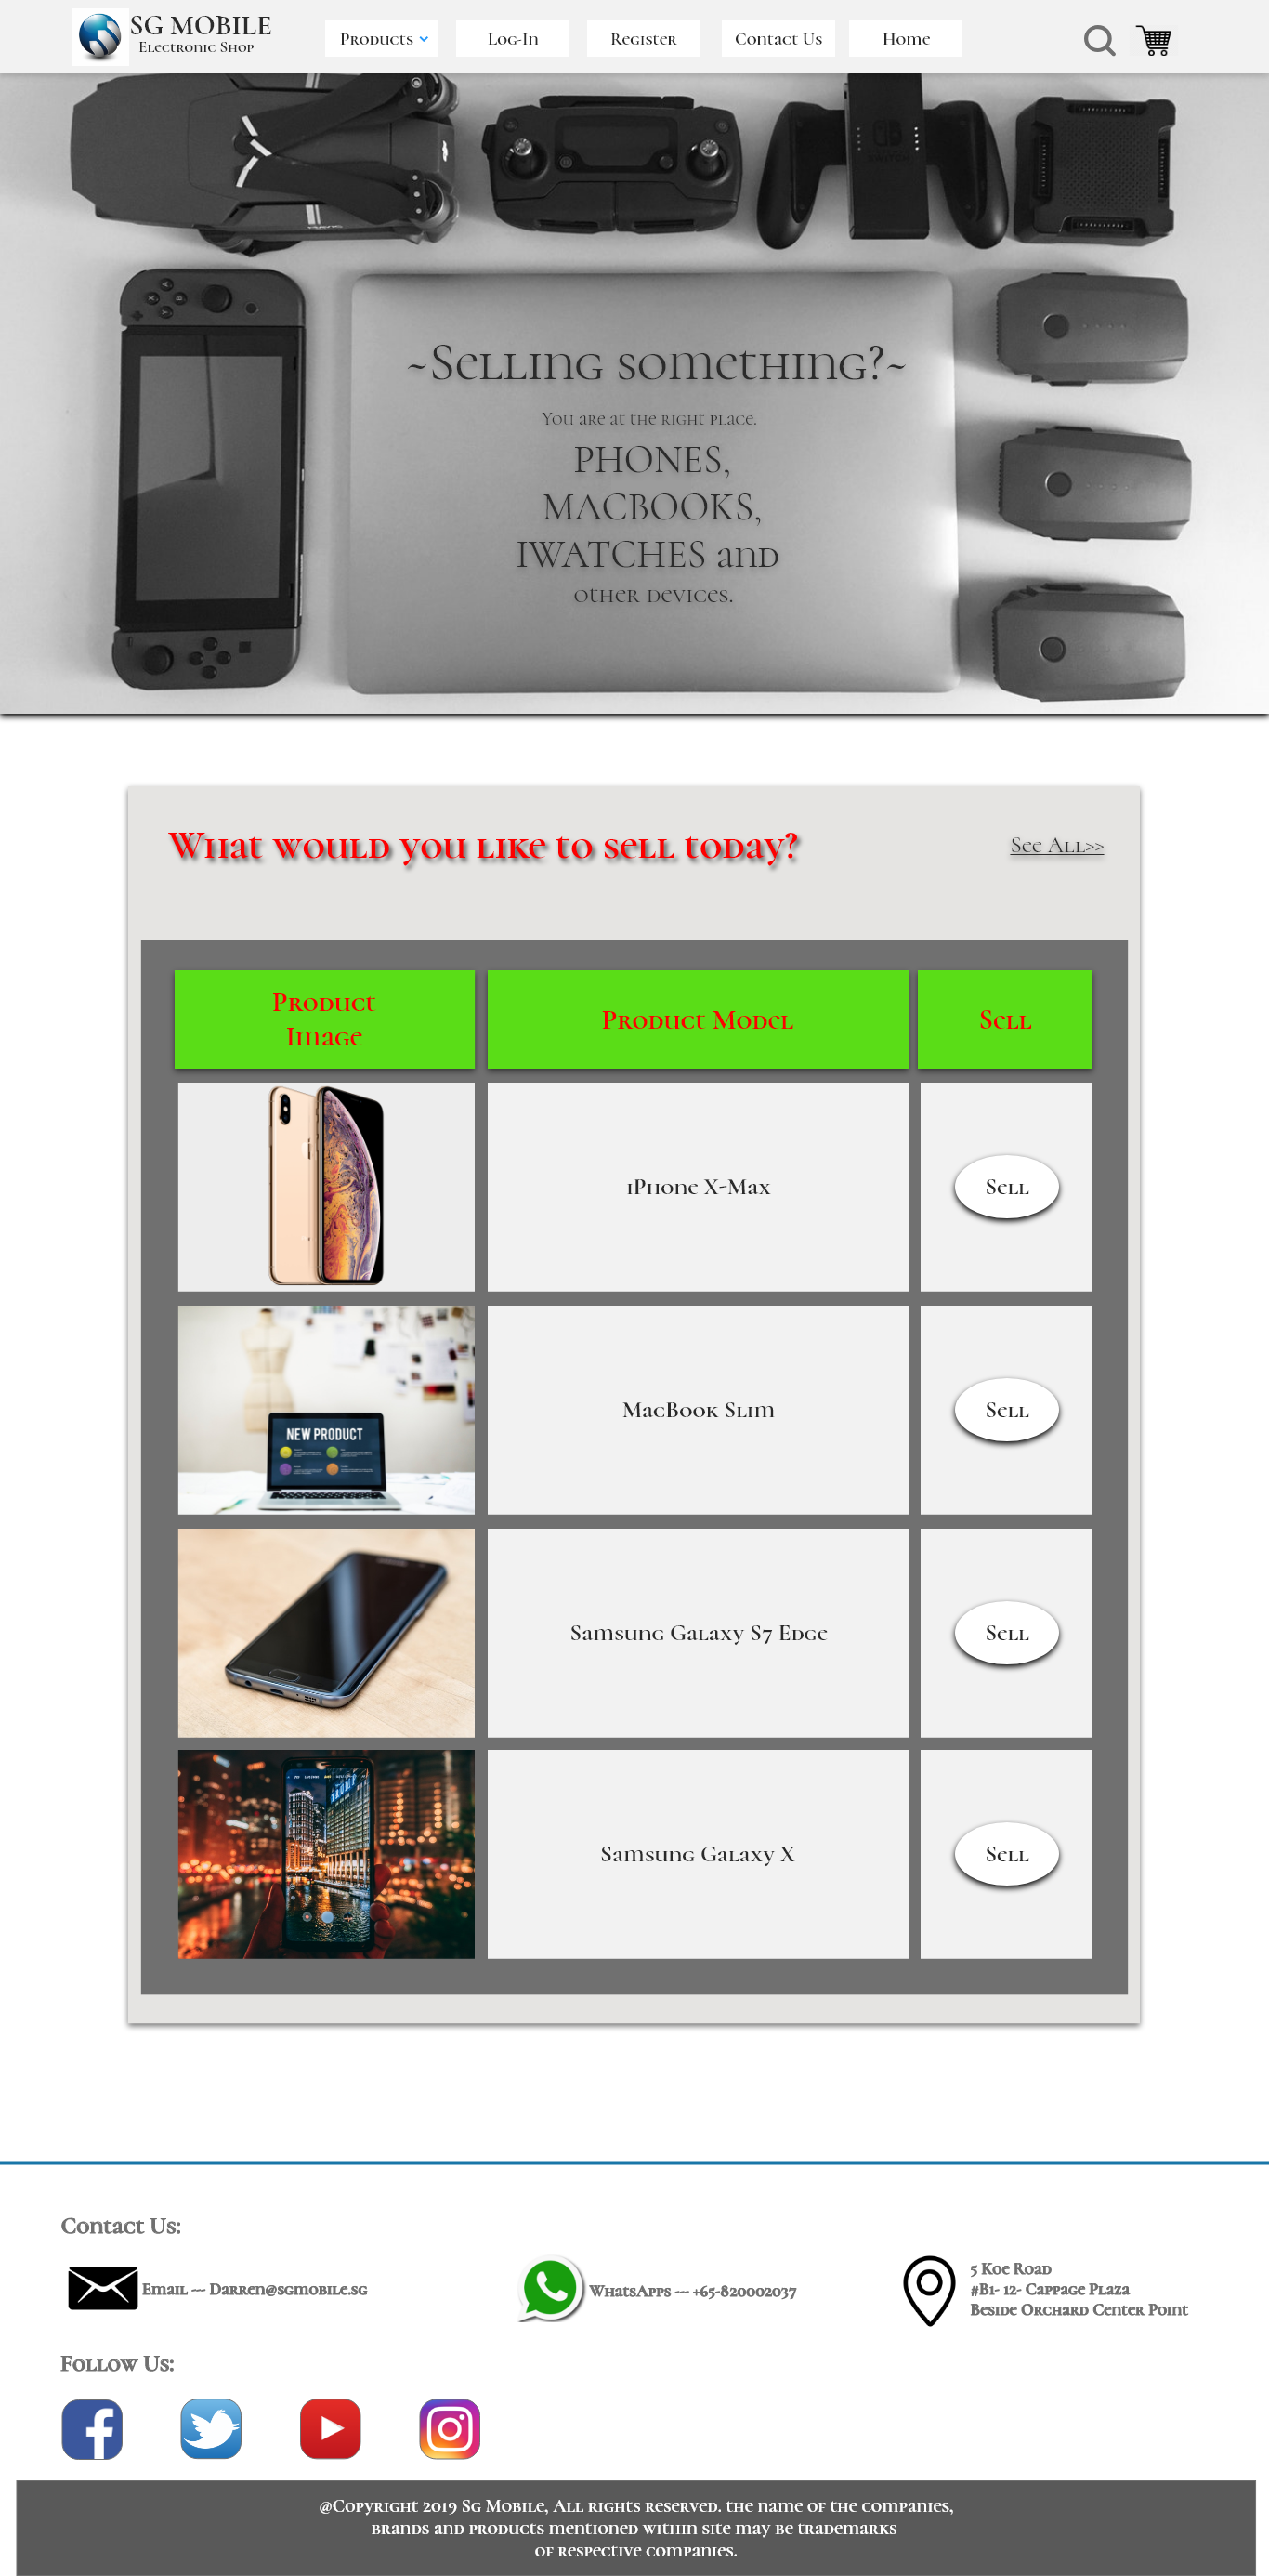 SG MOBILE
Electronic Shop
Products
Log-In
Register
Contact Us
Home
~Selling something?~
You are at the right place.
PHONES,
MACBOOKS,
IWATCHES and
other devices.
What would you like to sell today?
See All>>
Product
Image
Product Model
Sell
iPhone X-Max
Sell
NEW PRODUCT
MacBook Slim
Sell
Samsung Galaxy S7 Edge
Sell
Samsung Galaxy X
Sell
Contact Us:
Email --- Darren@sgmobile.sg
WhatsApps --- +65-820002037
5 Koe Road
#B1- 12- Cappage Plaza
Beside Orchard Center Point
Follow Us:
@Copyright 2019 Sg Mobile, All rights reserved. the name of the companies,
brands and products mentioned within site may be trademarks
of respective companies.